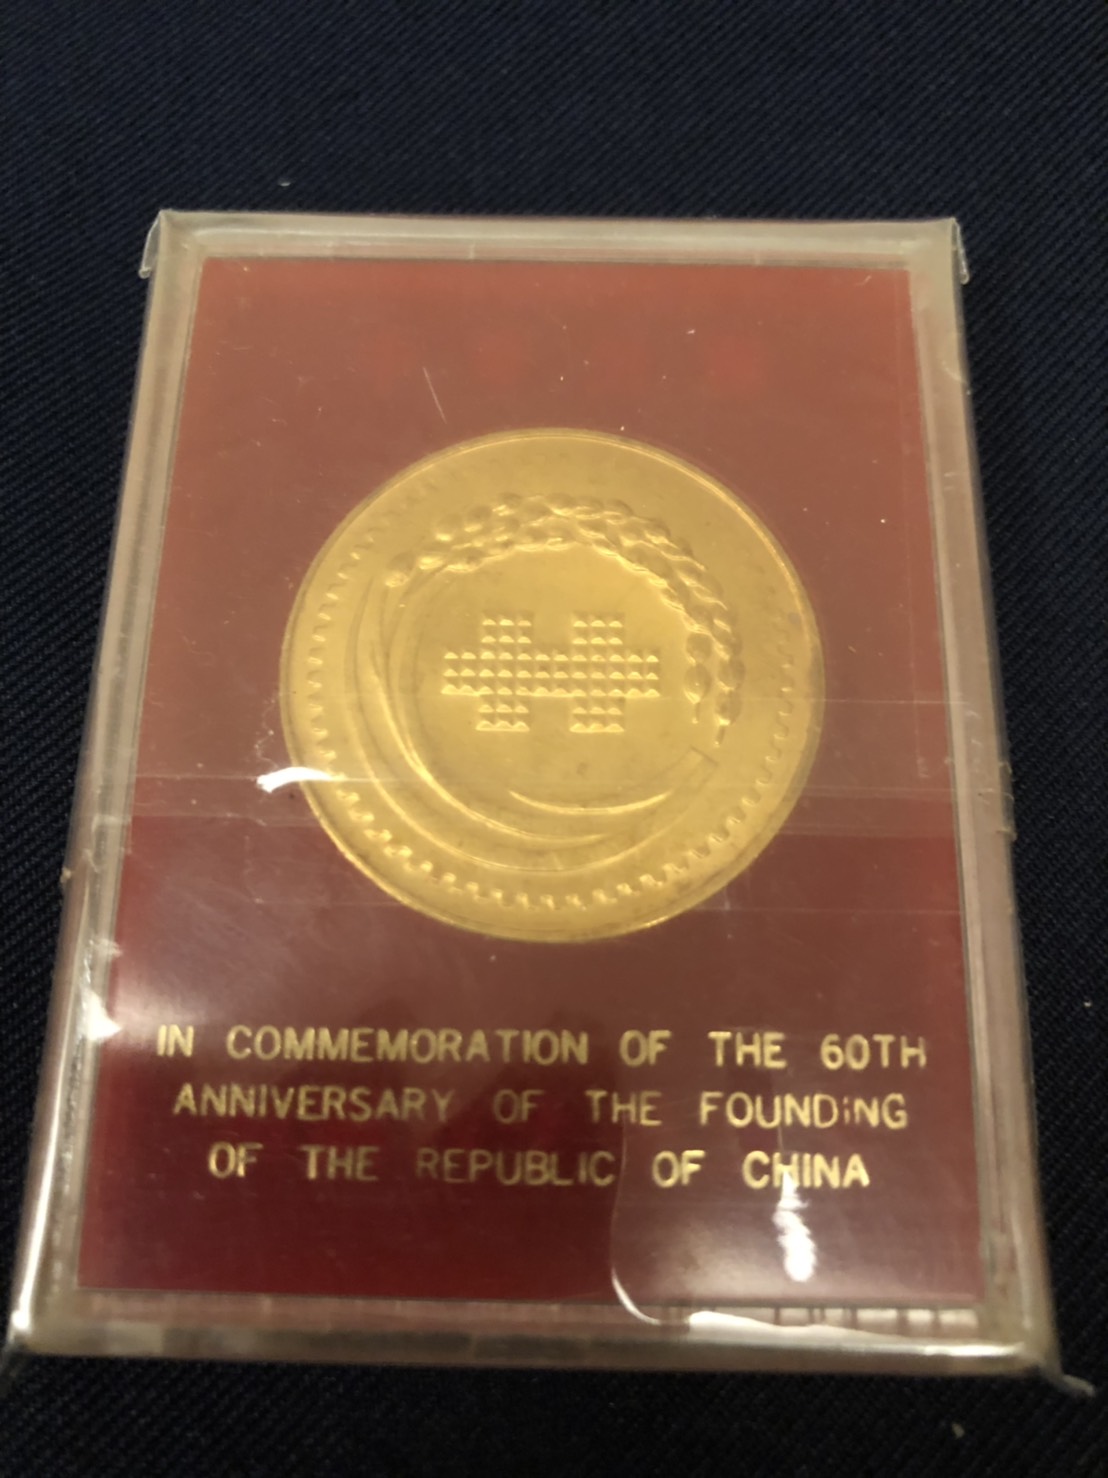 IN COMMEMORATION OF THE 60TH
ANNIVERSARY OF THE FOUNDING
OF THE REPUBLIC OF CHINA